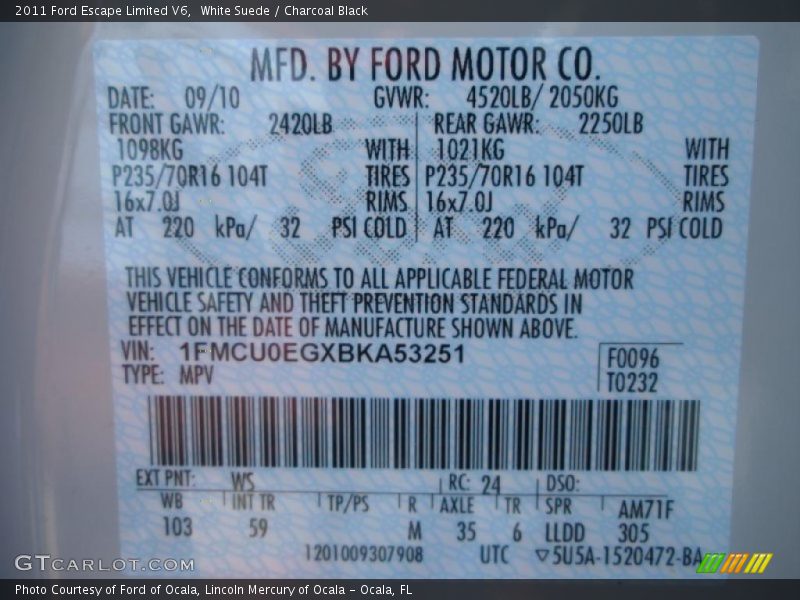 2011 Ford Escape Limited V6,  White Suede / Charcoal Black
MFD. BY FORD MOTOR CO.
DATE: 09/10 GVWR: 4520LB/ 2050KG
FRONT GAWR: 2420LB REAR GAWR: 2250LB
1098KG WITH 1021KG WITH
P235/70R16 104T TIRES P235/70R16 104T TIRES
16x7.0J RIMS 16x7.0J RIMS
AT 220 kPa/ 32 PSI COLD AT 220 kPa/ 32 PSI COLD
THIS VEHICLE CONFORMS TO ALL APPLICABLE FEDERAL MOTOR
VEHICLE SAFETY AND THEFT PREVENTION STANDARDS IN
EFFECT ON THE DATE OF MANUFACTURE SHOWN ABOVE.
VIN: 1FMCU0EGXBKA53251 F0096
TYPE: MPV T0232
EXT PNT: WS RC: 24 DSO:
WB INT TR TP/PS R AXLE TR SPR AM71F
103 59 M 35 6 LLDD 305
1201009307908 UTC ▽5U5A-1520472-BA
GTCARLOT.COM
Photo Courtesy of Ford of Ocala, Lincoln Mercury of Ocala - Ocala, FL